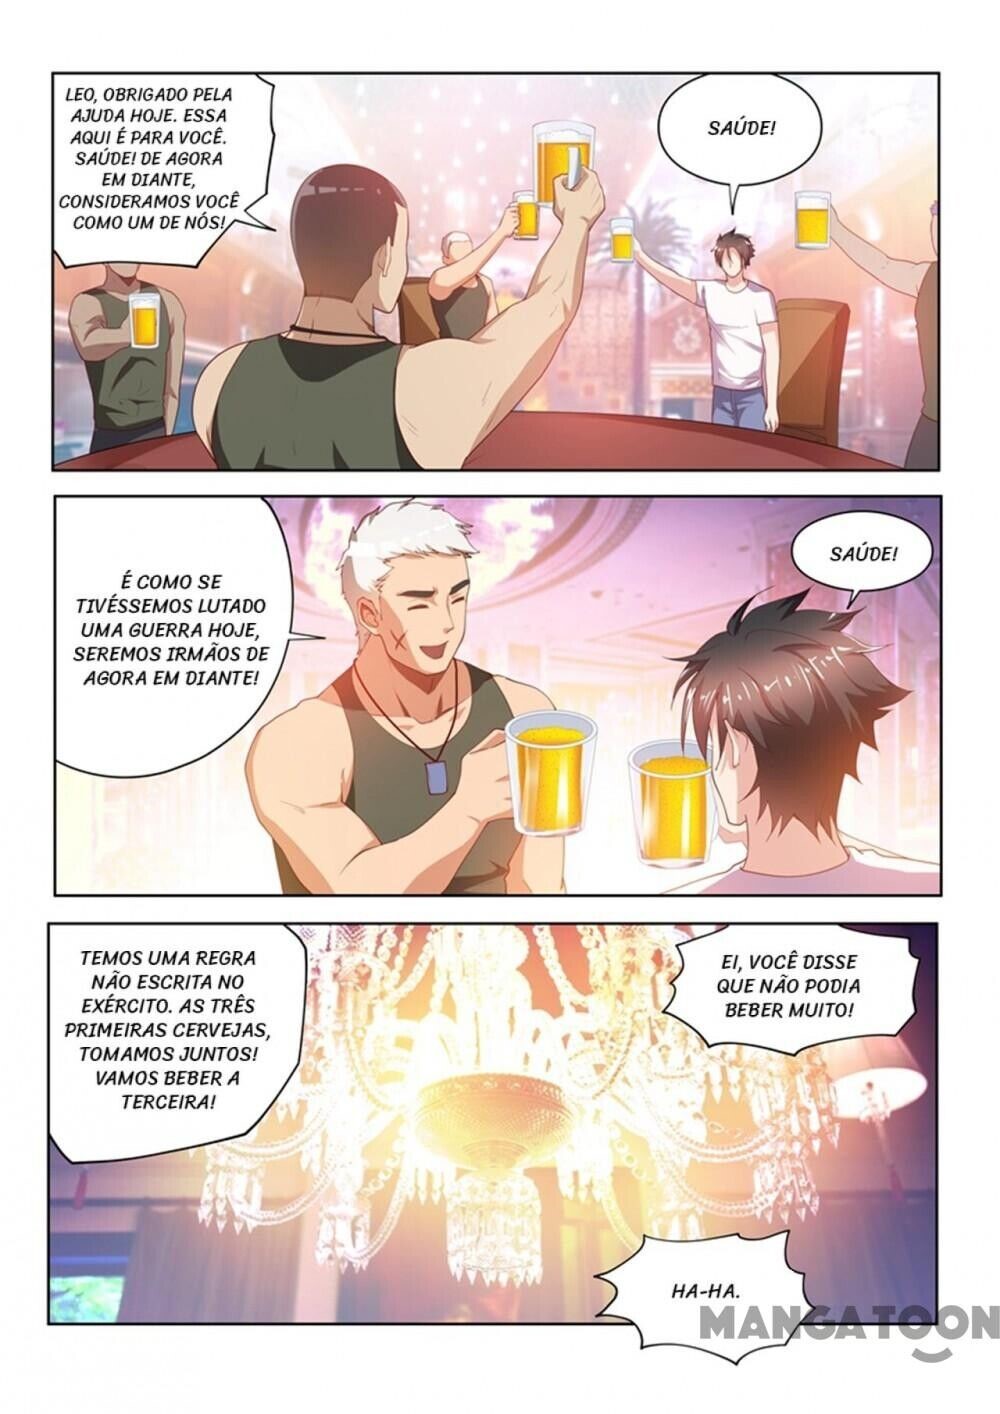 LEO, OBRIGADO PELA
AJUDA HOJE. ESSA
AQUI É PARA VOCÊ.
SAÚDE! DE AGORA
EM DIANTE,
CONSIDERAMOS VOCÊ
COMO UM DE NÓS!
SAÚDE!
É COMO SE
TIVÉSSEMOS LUTADO
UMA GUERRA HOJE,
SEREMOS IRMÃOS DE
AGORA EM DIANTE!
SAÚDE!
TEMOS UMA REGRA
NÃO ESCRITA NO
EXÉRCITO. AS TRÊS
PRIMEIRAS CERVEJAS,
TOMAMOS JUNTOS!
VAMOS BEBER A
TERCEIRA!
EI, VOCÊ DISSE
QUE NÃO PODIA
BEBER MUITO!
HA-HA.
MANGATOON